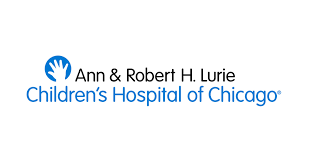 Ann & Robert H. Lurie
Children's Hospital of Chicago®